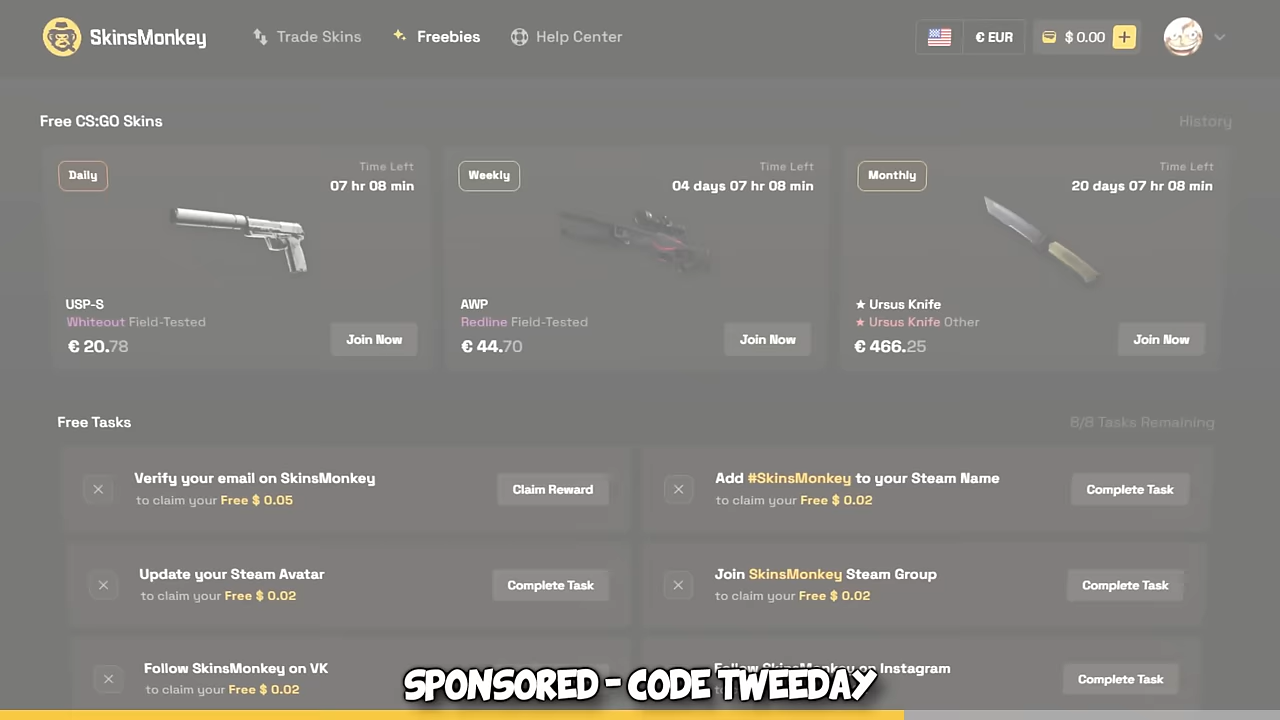 SkinsMonkey Trade Skins Freebies Help Center € EUR $ 0.00
Free CS:GO Skins History
Daily Time Left
07 hr 08 min
USP-S
Whiteout Field-Tested
€ 20.78 Join Now
Weekly Time Left
04 days 07 hr 08 min
AWP
Redline Field-Tested
€ 44.70 Join Now
Monthly Time Left
20 days 07 hr 08 min
★ Ursus Knife
★ Ursus Knife Other
€ 466.25 Join Now
Free Tasks 8/8 Tasks Remaining
Verify your email on SkinsMonkey
to claim your Free $ 0.05
Claim Reward
Add #SkinsMonkey to your Steam Name
to claim your Free $ 0.02
Complete Task
Update your Steam Avatar
to claim your Free $ 0.02
Complete Task
Join SkinsMonkey Steam Group
to claim your Free $ 0.02
Complete Task
Follow SkinsMonkey on VK
to claim your Free $ 0.02
Follow SkinsMonkey on Instagram
Complete Task
SPONSORED - CODE TWEEDAY